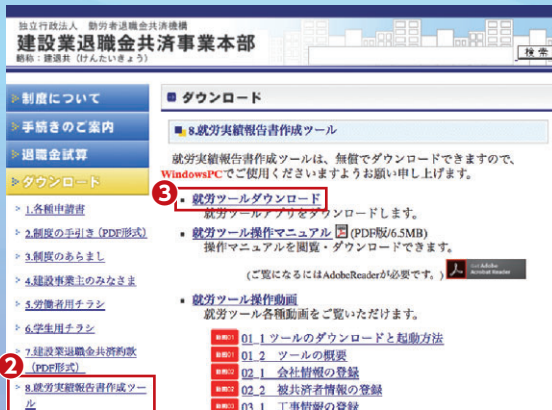 独立行政法人 勤労者退職金共済機構
建設業退職金共済事業本部
略称：建退共（けんたいきょう）
検索
制度について
手続きのご案内
退職金試算
ダウンロード
1.各種申請書
2.制度の手引き（PDF形式）
3.制度のあらまし
4.建設事業主のみなさま
5.労働者用チラシ
6.学生用チラシ
7.建設業退職金共済約款
（PDF形式）
2
8.就労実績報告書作成ツー
ル
ダウンロード
8.就労実績報告書作成ツール
就労実績報告書作成ツールは、無償でダウンロードできますので、
WindowsPCでご使用くださいますようお願い申し上げます。
3
就労ツールダウンロード
就労ツールアプリをダウンロードします。
就労ツール操作マニュアル (PDF版/6.5MB)
操作マニュアルを閲覧・ダウンロードできます。
(ご覧になるにはAdobeReaderが必要です。)
Get Adobe
Acrobat Reader
就労ツール操作動画
就労ツール各種動画をご覧いただけます。
動画01 01_1 ツールのダウンロードと起動方法
01_2 ツールの概要
02_1 会社情報の登録
02_2 被共済者情報の登録
03_1 工事情報の登録